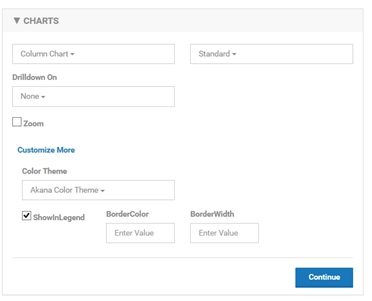 ▼ CHARTS
Column Chart Standard
Drilldown On
None
Zoom
Customize More
Color Theme
Akana Color Theme
ShowInLegend BorderColor BorderWidth
Enter Value Enter Value
Continue